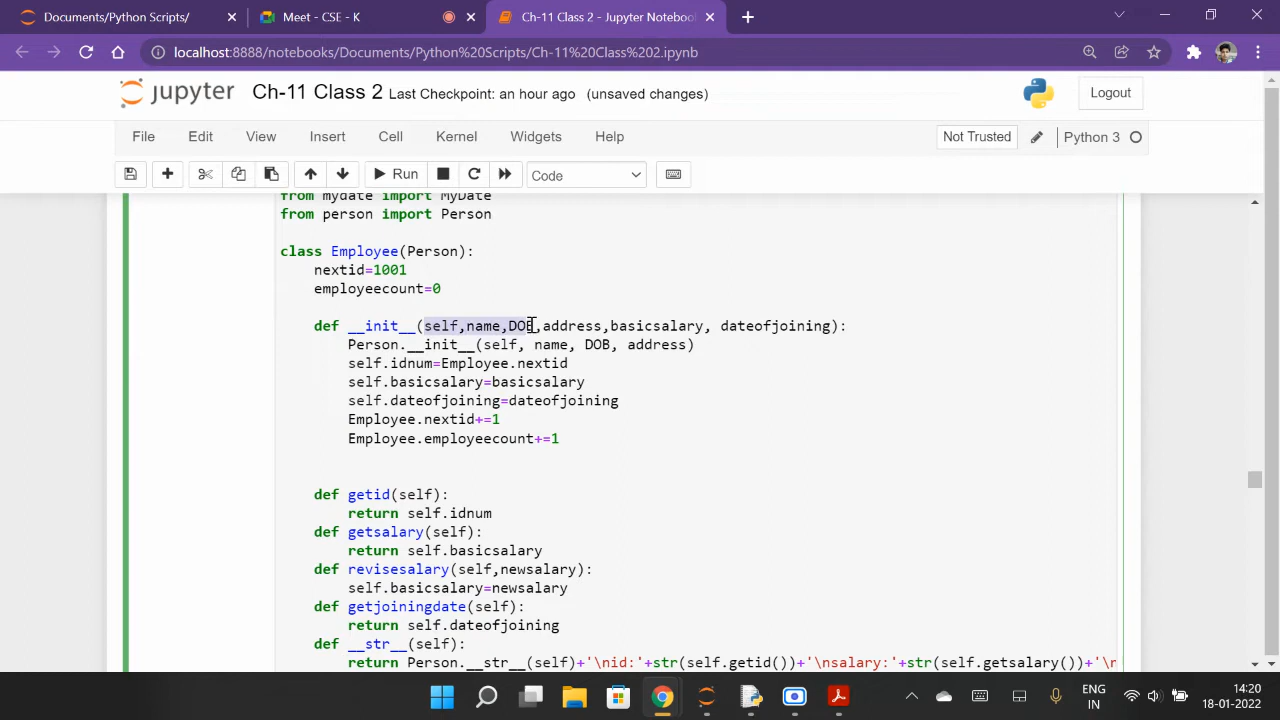 Documents/Python Scripts/
Meet - CSE - K
Ch-11 Class 2 - Jupyter Notebool
localhost:8888/notebooks/Documents/Python%20Scripts/Ch-11%20Class%202.ipynb
jupyter Ch-11 Class 2 Last Checkpoint: an hour ago (unsaved changes)
Logout
File Edit View Insert Cell Kernel Widgets Help
Not Trusted
Python 3
Run
Code
from mydate import MyDate
from person import Person
class Employee(Person):
nextid=1001
employeecount=0
def __init__(self,name,DOB,address,basicsalary, dateofjoining):
Person.__init__(self, name, DOB, address)
self.idnum=Employee.nextid
self.basicsalary=basicsalary
self.dateofjoining=dateofjoining
Employee.nextid+=1
Employee.employeecount+=1
def getid(self):
return self.idnum
def getsalary(self):
return self.basicsalary
def revisesalary(self,newsalary):
self.basicsalary=newsalary
def getjoiningdate(self):
return self.dateofjoining
def __str__(self):
return Person.__str__(self)+'\nid:'+str(self.getid())+'\nsalary:'+str(self.getsalary())+'\n
ENG
IN
14:20
18-01-2022